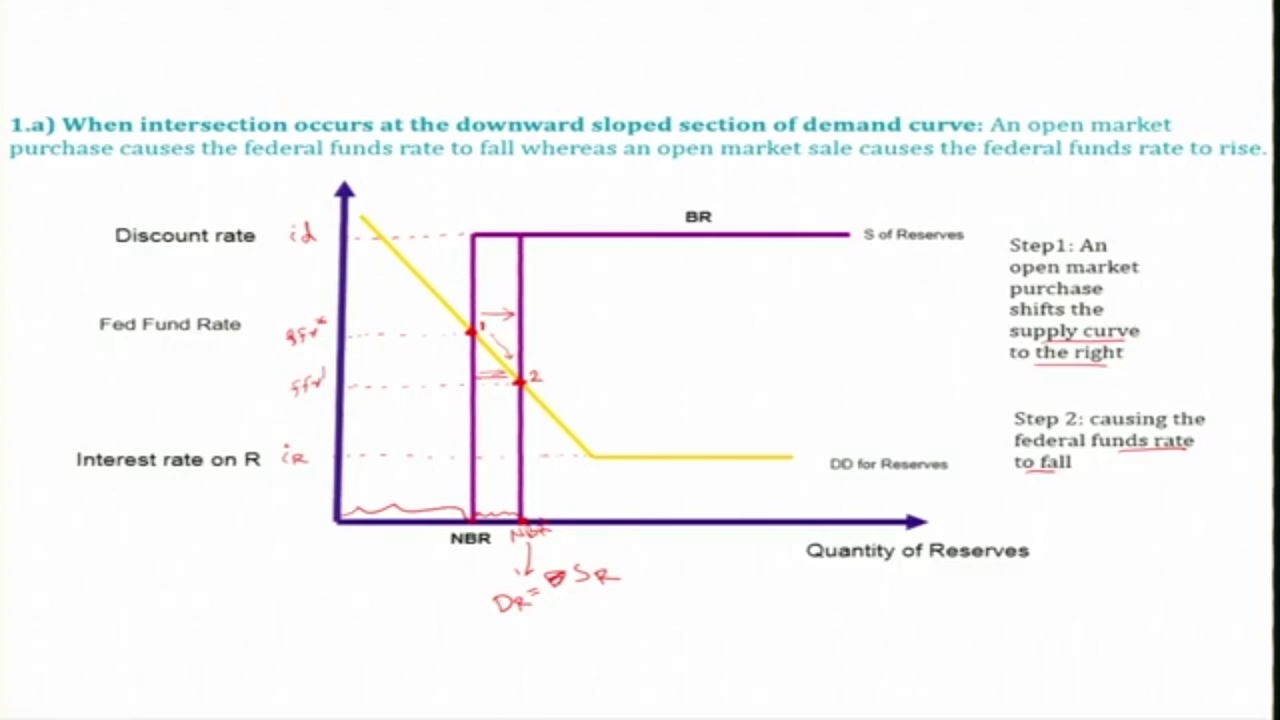 1.a) When intersection occurs at the downward sloped section of demand curve: An open market
purchase causes the federal funds rate to fall whereas an open market sale causes the federal funds rate to rise.
BR
Discount rate
id
S of Reserves
Step1: An
open market
purchase
shifts the
supply curve
to the right
Fed Fund Rate
1
2
Step 2: causing the
federal funds rate
to fall
Interest rate on R
iR
DD for Reserves
NBR
NBR
Quantity of Reserves
DR = SR